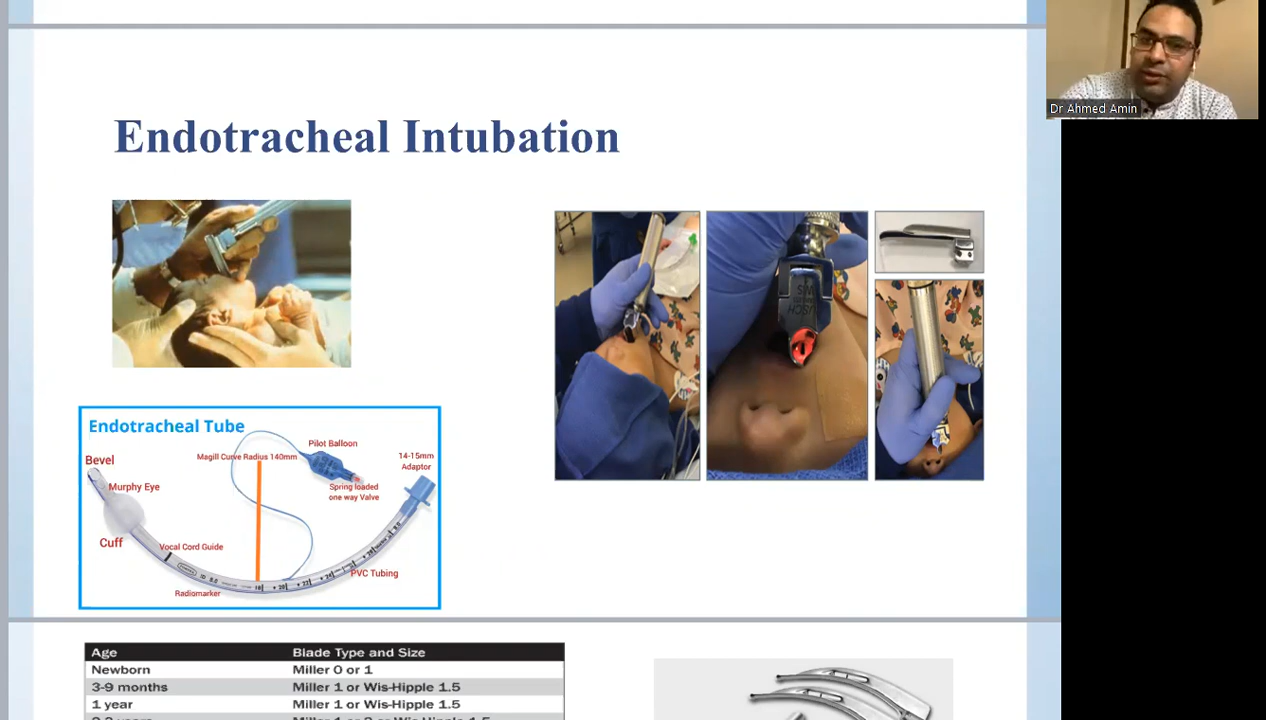 Dr Ahmed Amin
Endotracheal Intubation
Endotracheal Tube
Bevel
Murphy Eye
Cuff
Vocal Cord Guide
Radiomarker
Magill Curve Radius 140mm
Pilot Balloon
Spring loaded
one way Valve
14-15mm
Adaptor
PVC Tubing
Age Blade Type and Size
Newborn Miller 0 or 1
3-9 months Miller 1 or Wis-Hipple 1.5
1 year Miller 1 or Wis-Hipple 1.5